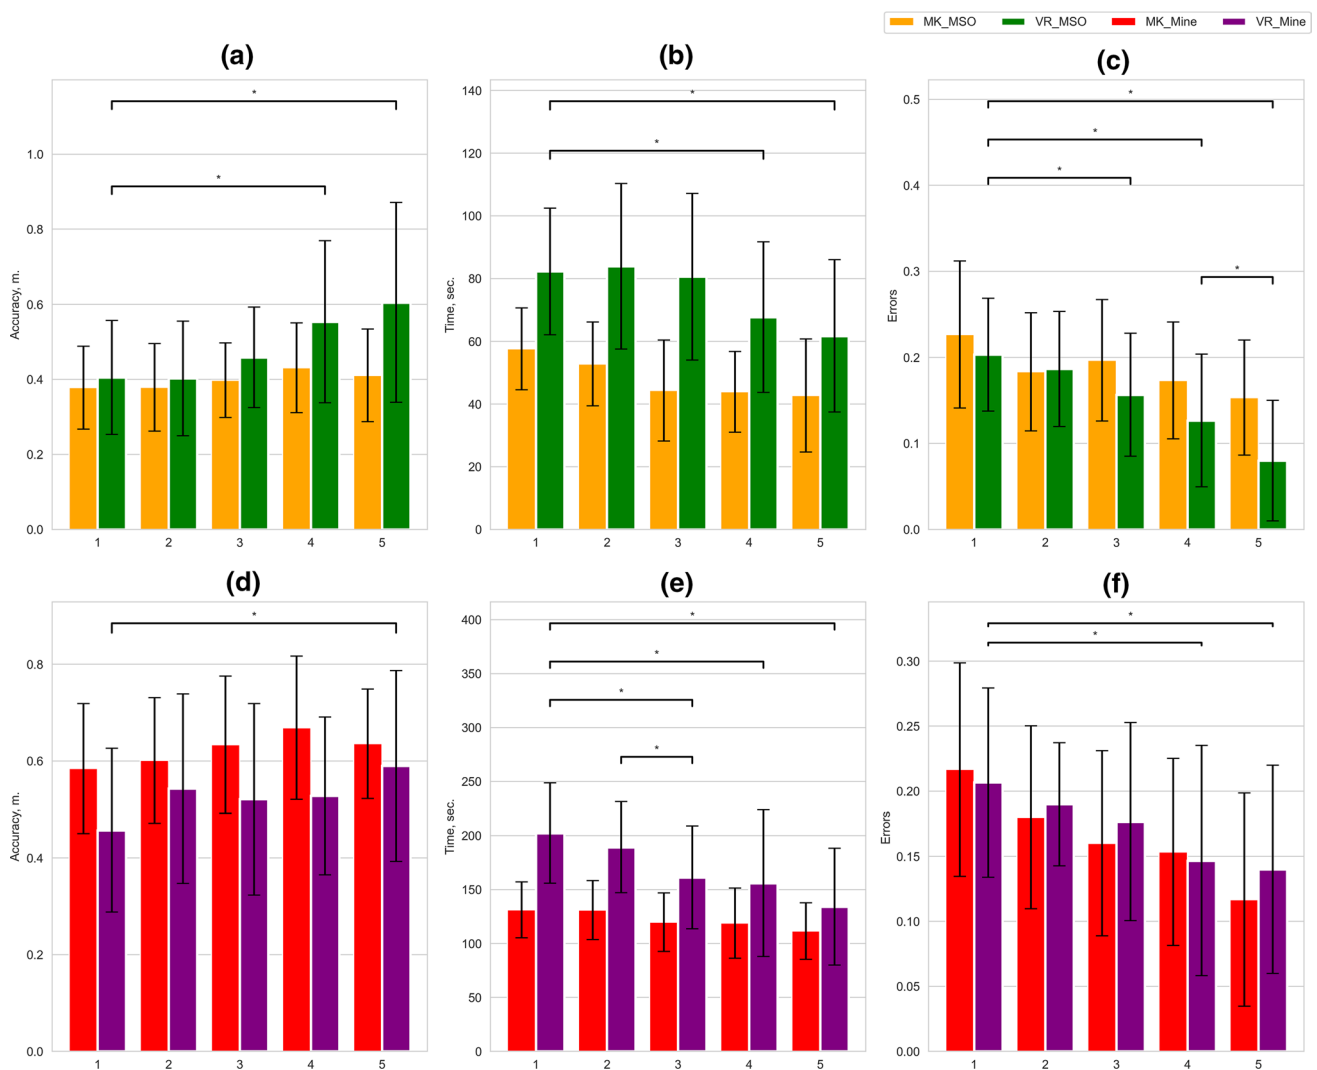 MK_MSO VR_MSO MK_Mine VR_Mine
(a)
Accuracy, m.
1.0
0.8
0.6
0.4
0.2
0.0
*
*
1 2 3 4 5
(b)
Time, sec.
140
120
100
80
60
40
20
0
*
*
1 2 3 4 5
(c)
Errors
0.5
0.4
0.3
0.2
0.1
0.0
*
*
*
*
1 2 3 4 5
(d)
Accuracy, m.
0.8
0.6
0.4
0.2
0.0
*
1 2 3 4 5
(e)
Time, sec.
400
350
300
250
200
150
100
50
0
*
*
*
*
1 2 3 4 5
(f)
Errors
0.30
0.25
0.20
0.15
0.10
0.05
0.00
*
*
1 2 3 4 5